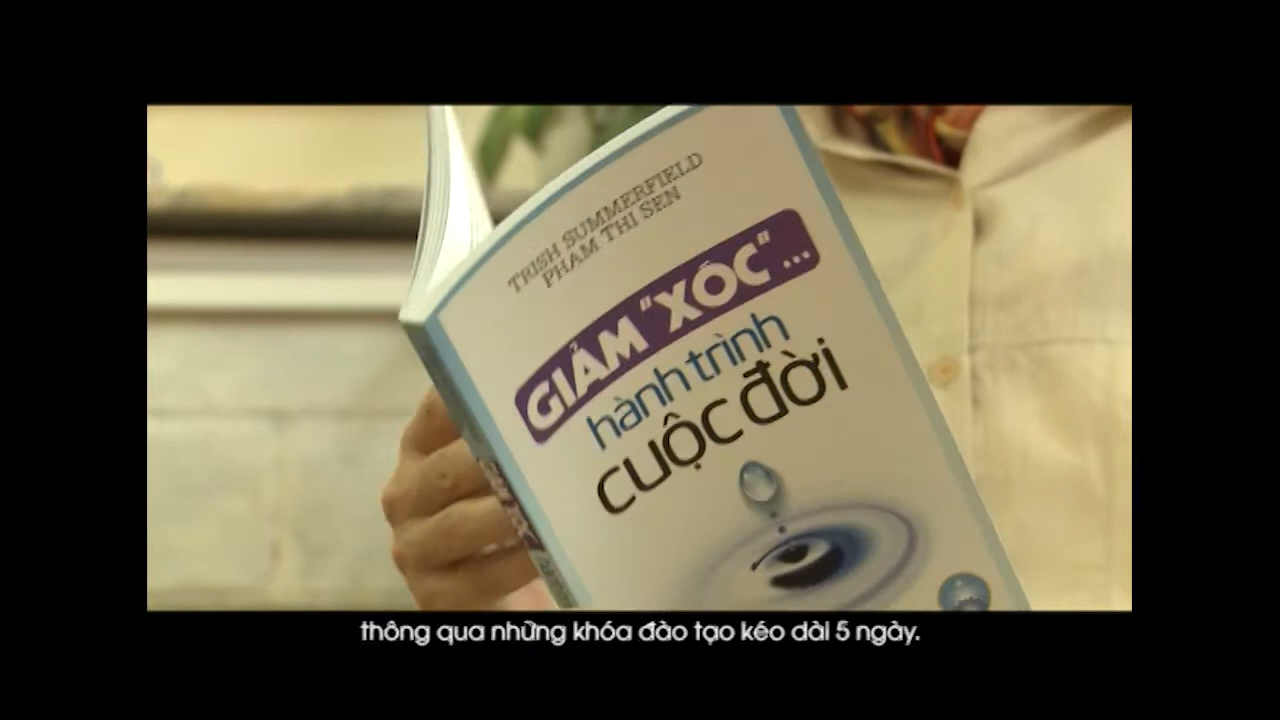 TRISH SUMMERFIELD
PHAM THI SEN
GIẢM "XÓC"...
hành trình
cuộc đời
thông qua những khóa đào tạo kéo dài 5 ngày.